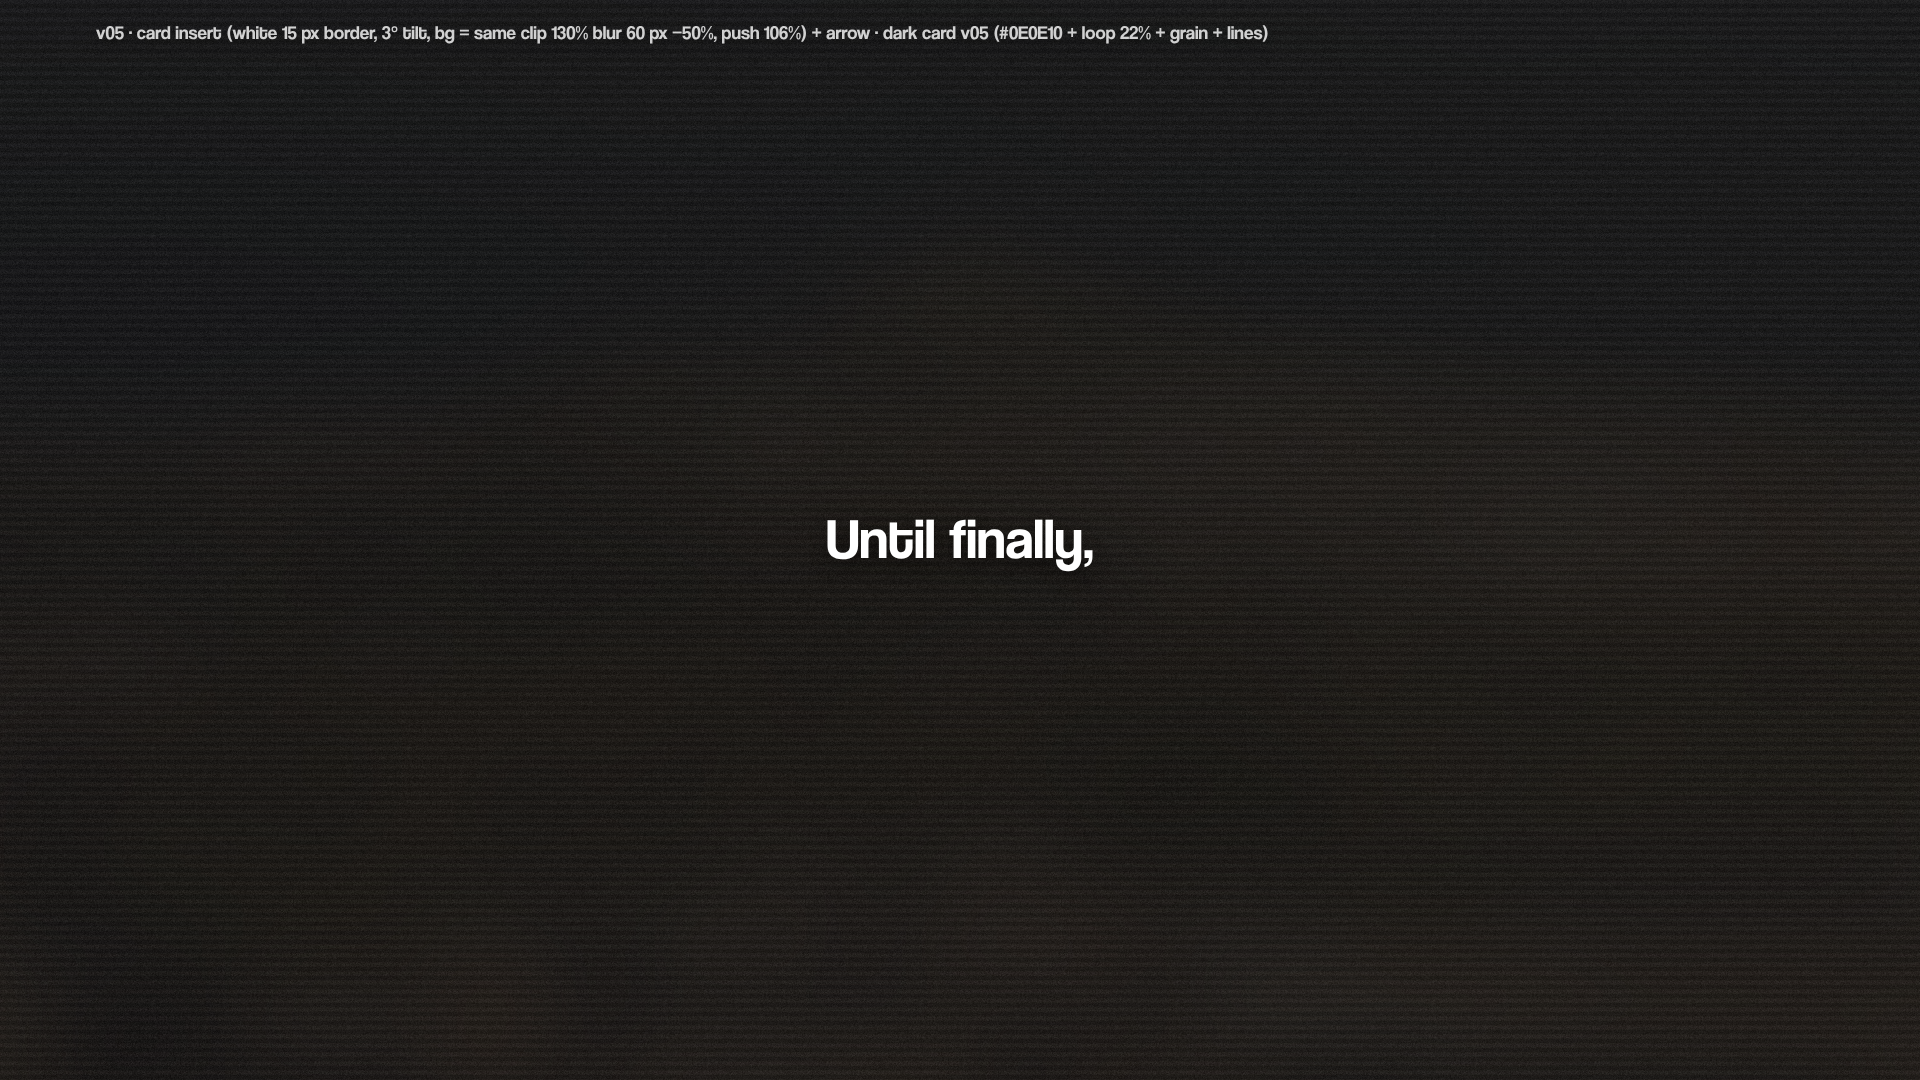 v05 · card insert (white 15 px border, 3° tilt, bg = same clip 130% blur 60 px −50%, push 106%) + arrow · dark card v05 (#0E0E10 + loop 22% + grain + lines)
Until finally,